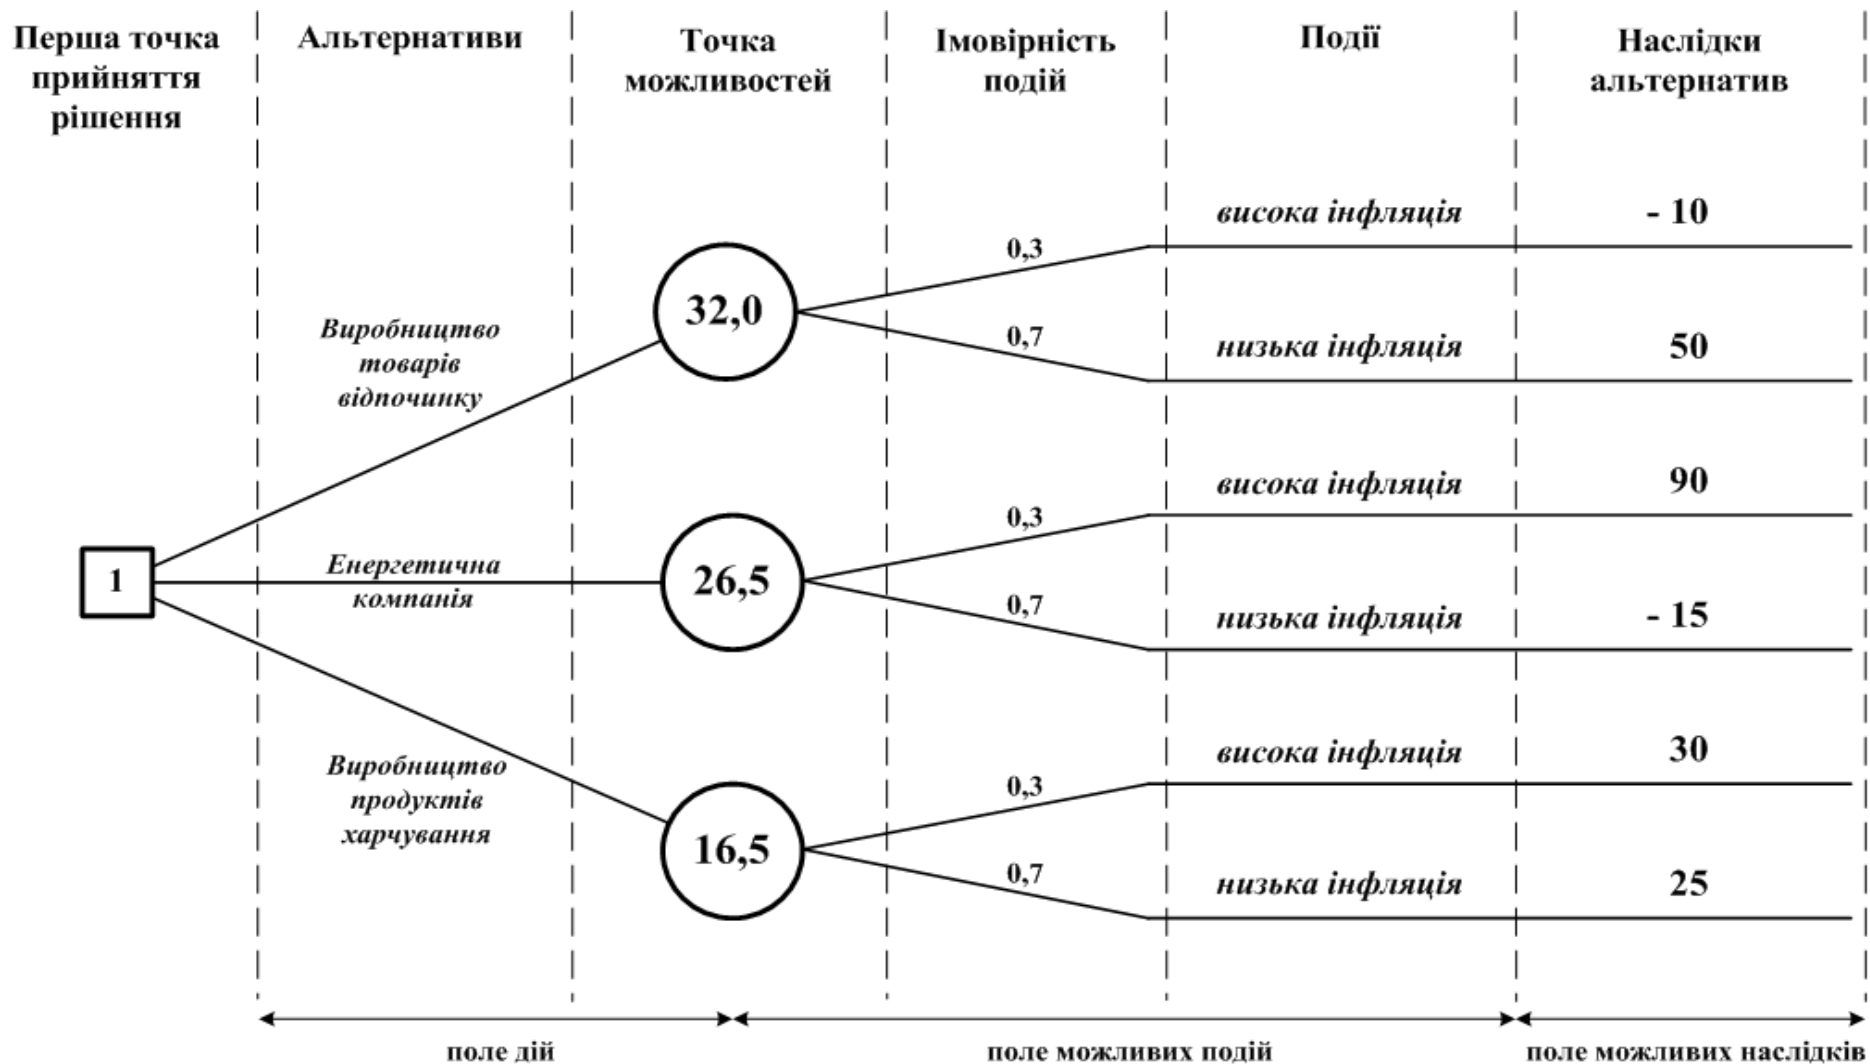 Перша точка
прийняття
рішення
Альтернативи
Точка
можливостей
Імовірність
подій
Події
Наслідки
альтернатив
висока інфляція
- 10
0,3
32,0
0,7
низька інфляція
50
Виробництво
товарів
відпочинку
висока інфляція
90
0,3
1
Енергетична
компанія
26,5
0,7
низька інфляція
- 15
висока інфляція
30
Виробництво
продуктів
харчування
0,3
16,5
0,7
низька інфляція
25
поле дій
поле можливих подій
поле можливих наслідків